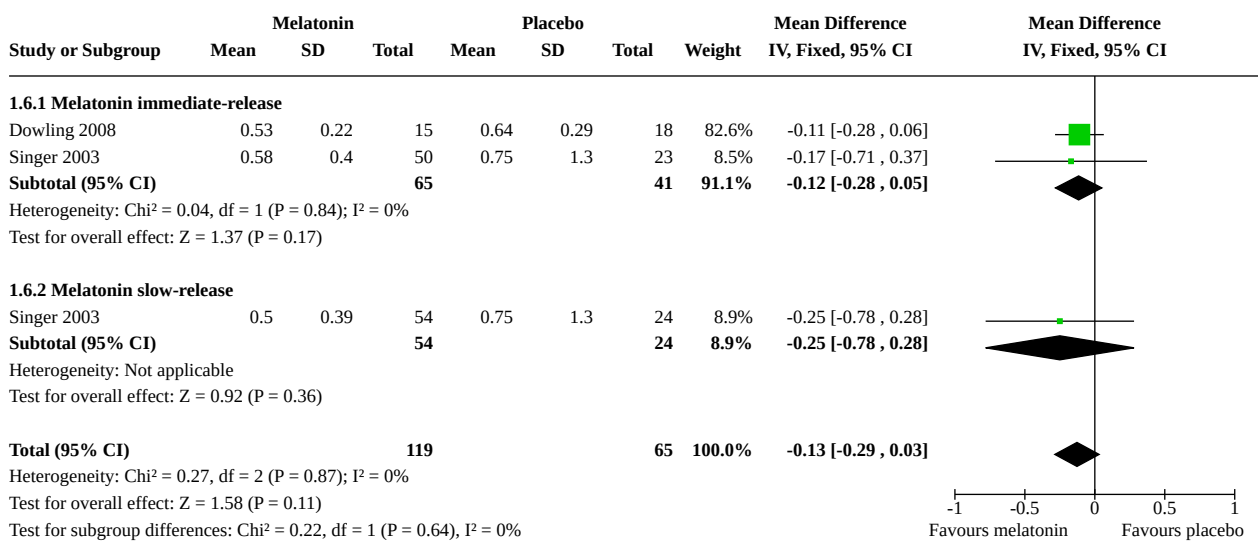 Melatonin Placebo Mean Difference Mean Difference
Study or Subgroup Mean SD Total Mean SD Total Weight IV, Fixed, 95% CI IV, Fixed, 95% CI
1.6.1 Melatonin immediate-release
Dowling 2008 0.53 0.22 15 0.64 0.29 18 82.6% -0.11 [-0.28 , 0.06]
Singer 2003 0.58 0.4 50 0.75 1.3 23 8.5% -0.17 [-0.71 , 0.37]
Subtotal (95% CI) 65 41 91.1% -0.12 [-0.28 , 0.05]
Heterogeneity: Chi² = 0.04, df = 1 (P = 0.84); I² = 0%
Test for overall effect: Z = 1.37 (P = 0.17)
1.6.2 Melatonin slow-release
Singer 2003 0.5 0.39 54 0.75 1.3 24 8.9% -0.25 [-0.78 , 0.28]
Subtotal (95% CI) 54 24 8.9% -0.25 [-0.78 , 0.28]
Heterogeneity: Not applicable
Test for overall effect: Z = 0.92 (P = 0.36)
Total (95% CI) 119 65 100.0% -0.13 [-0.29 , 0.03]
Heterogeneity: Chi² = 0.27, df = 2 (P = 0.87); I² = 0%
Test for overall effect: Z = 1.58 (P = 0.11)
Test for subgroup differences: Chi² = 0.22, df = 1 (P = 0.64), I² = 0%
-1 -0.5 0 0.5 1
Favours melatonin Favours placebo